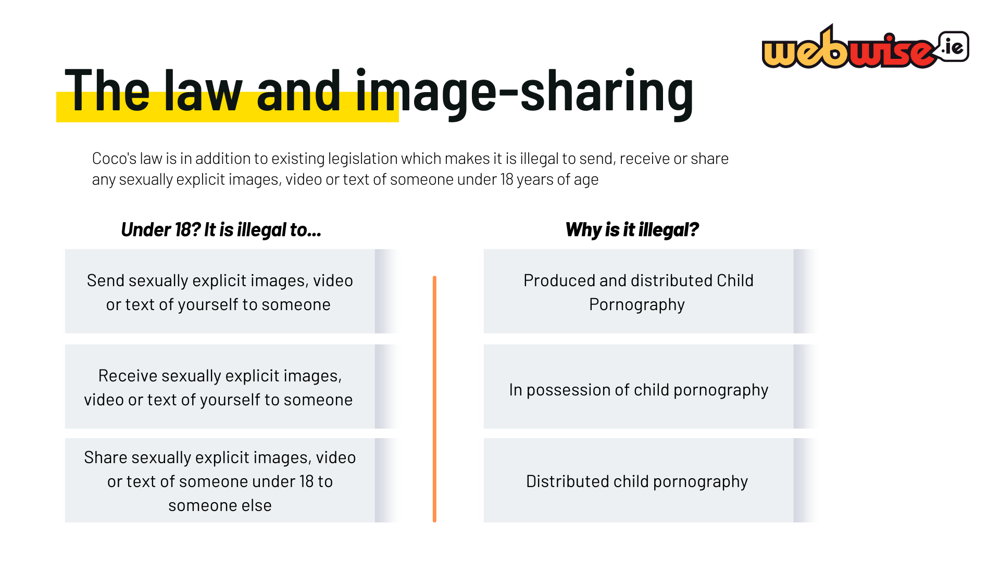 webwise.ie
The law and image-sharing
Coco's law is in addition to existing legislation which makes it is illegal to send, receive or share
any sexually explicit images, video or text of someone under 18 years of age
Under 18? It is illegal to...
Send sexually explicit images, video
or text of yourself to someone
Receive sexually explicit images,
video or text of yourself to someone
Share sexually explicit images, video
or text of someone under 18 to
someone else
Why is it illegal?
Produced and distributed Child
Pornography
In possession of child pornography
Distributed child pornography